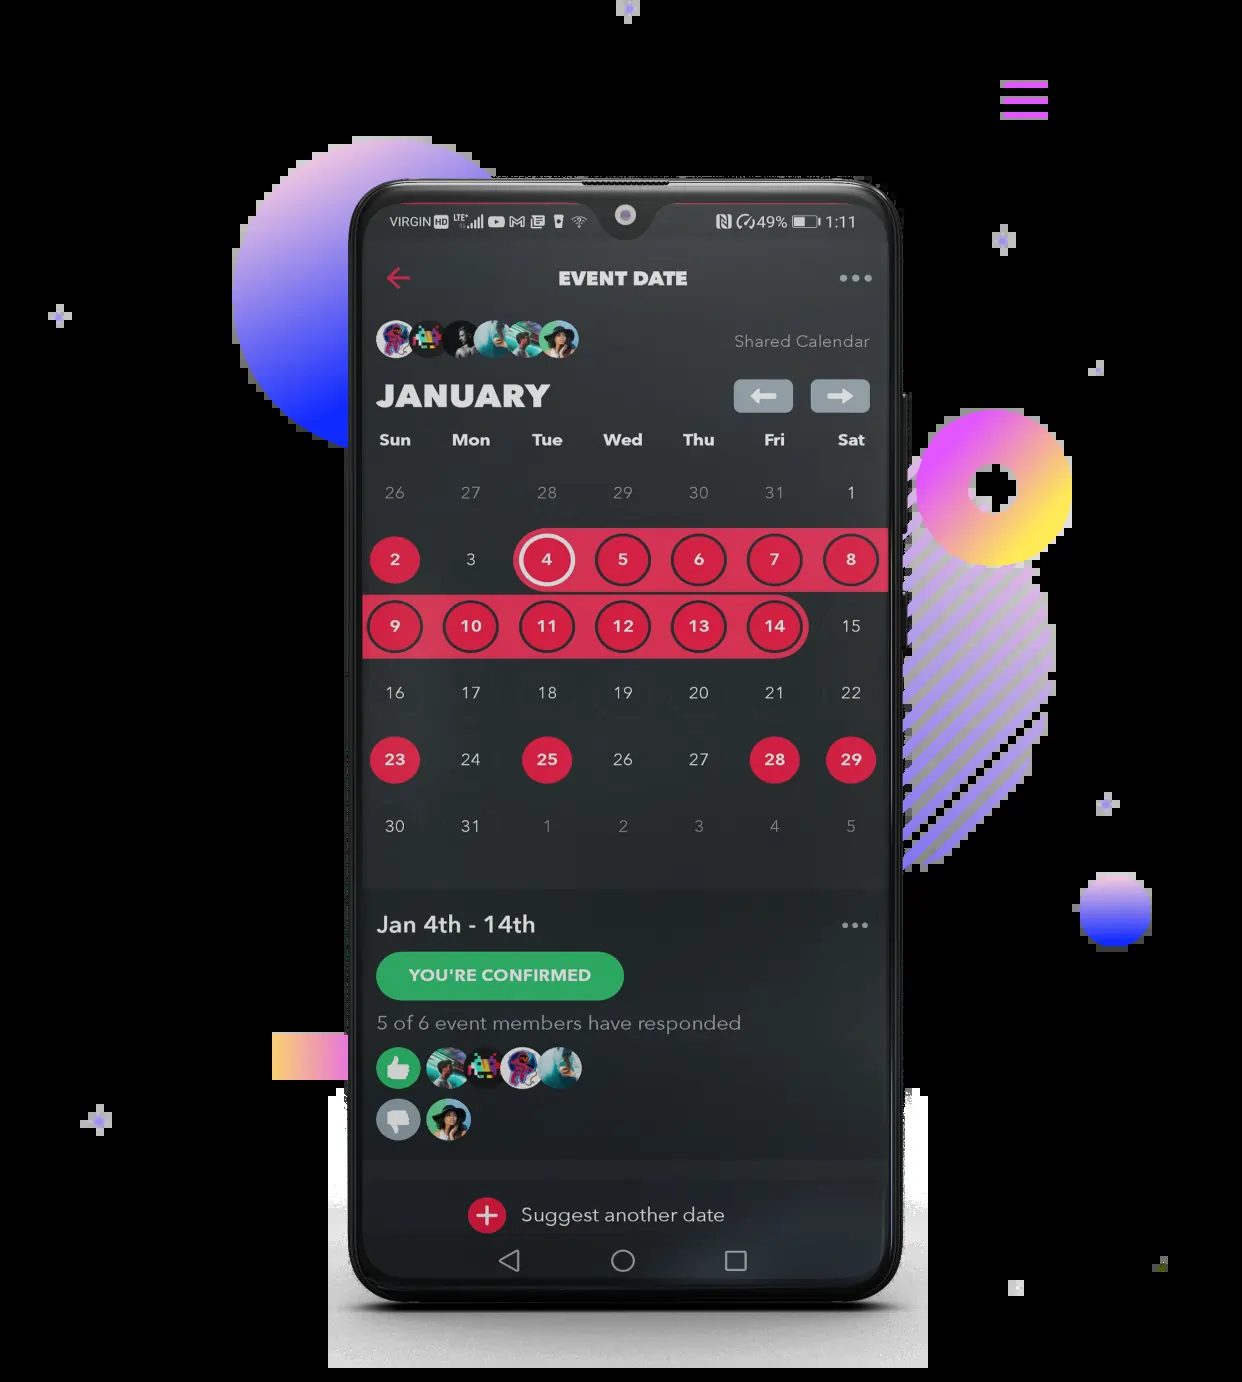 VIRGIN HD LTE+ 49% 1:11
EVENT DATE
Shared Calendar
JANUARY
Sun Mon Tue Wed Thu Fri Sat
26 27 28 29 30 31 1
2 3 4 5 6 7 8
9 10 11 12 13 14 15
16 17 18 19 20 21 22
23 24 25 26 27 28 29
30 31 1 2 3 4 5
Jan 4th - 14th
YOU'RE CONFIRMED
5 of 6 event members have responded
Suggest another date